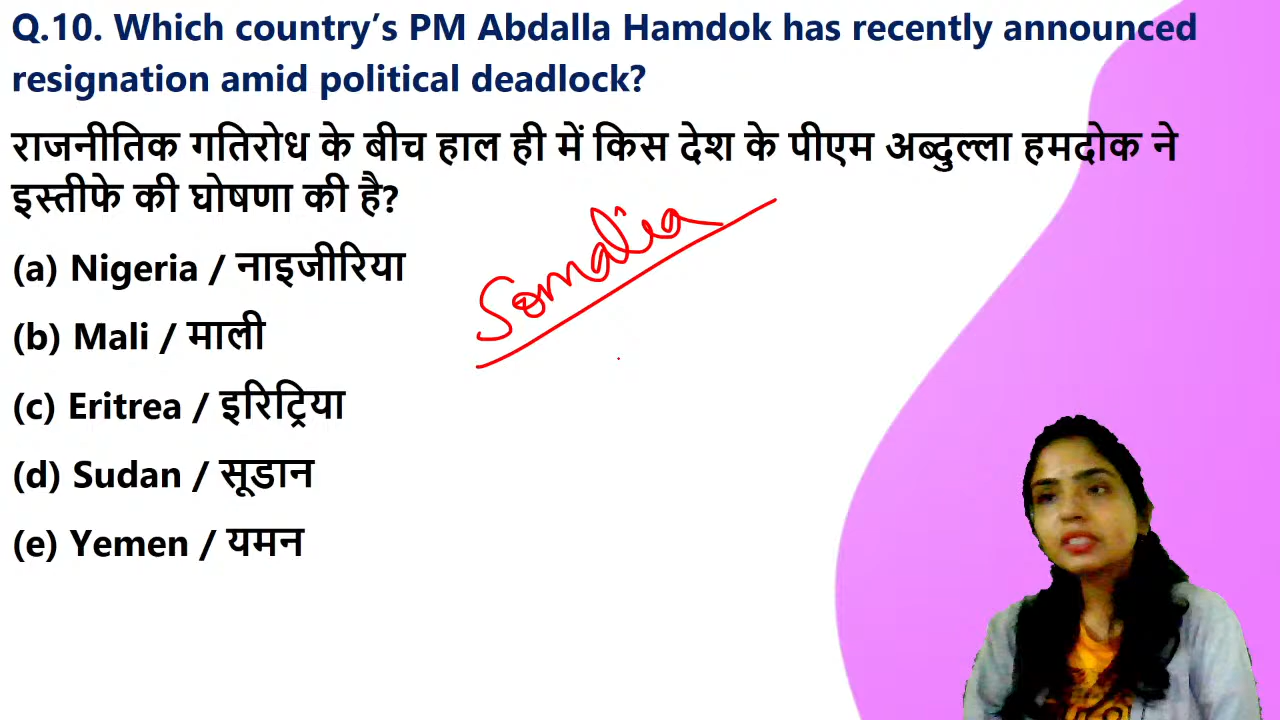 Q.10. Which country’s PM Abdalla Hamdok has recently announced
resignation amid political deadlock?
राजनीतिक गतिरोध के बीच हाल ही में किस देश के पीएम अब्दुल्ला हमदोक ने
इस्तीफे की घोषणा की है?
(a) Nigeria / नाइजीरिया
Somalia
(b) Mali / माली
(c) Eritrea / इरिट्रिया
(d) Sudan / सूडान
(e) Yemen / यमन